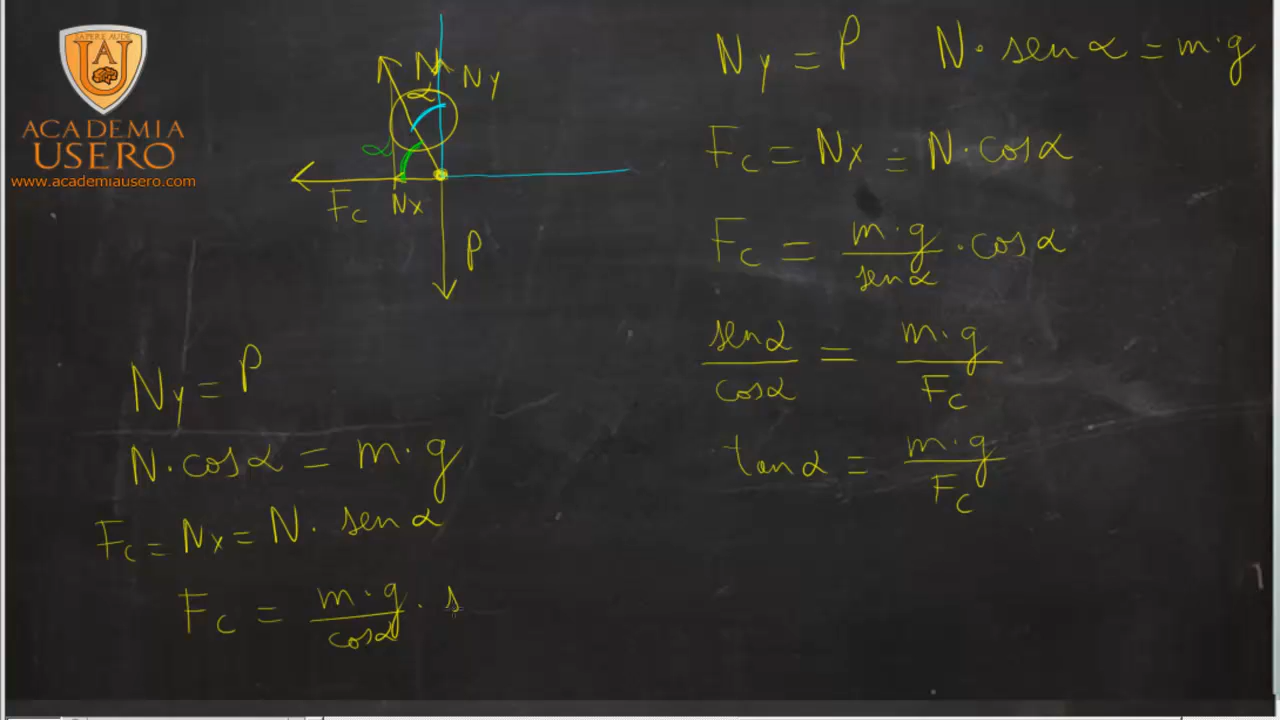 SAPERE AUDE
ACADEMIA
USERO
www.academiausero.com
N
Ny
α
α
Fc
Nx
P
Ny = P
N · cos α = m · g
Fc = Nx = N · sen α
Fc = m · g / cos α · s
Ny = P N · sen α = m · g
Fc = Nx = N · cos α
Fc = m · g / sen α · cos α
sen α / cos α = m · g / Fc
tan α = m · g / Fc